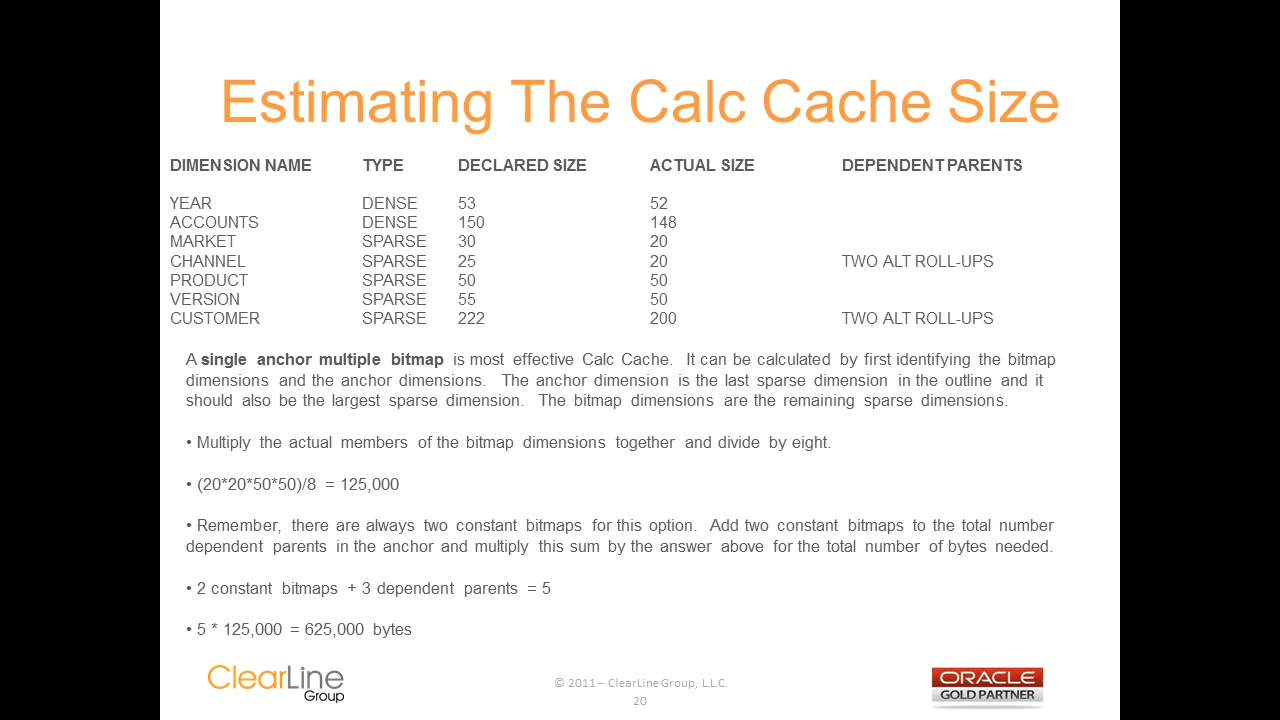 Estimating The Calc Cache Size
DIMENSION NAME TYPE DECLARED SIZE ACTUAL SIZE DEPENDENT PARENTS
YEAR DENSE 53 52
ACCOUNTS DENSE 150 148
MARKET SPARSE 30 20
CHANNEL SPARSE 25 20 TWO ALT ROLL-UPS
PRODUCT SPARSE 50 50
VERSION SPARSE 55 50
CUSTOMER SPARSE 222 200 TWO ALT ROLL-UPS
A single anchor multiple bitmap is most effective Calc Cache. It can be calculated by first identifying the bitmap
dimensions and the anchor dimensions. The anchor dimension is the last sparse dimension in the outline and it
should also be the largest sparse dimension. The bitmap dimensions are the remaining sparse dimensions.
• Multiply the actual members of the bitmap dimensions together and divide by eight.
• (20*20*50*50)/8 = 125,000
• Remember, there are always two constant bitmaps for this option. Add two constant bitmaps to the total number
dependent parents in the anchor and multiply this sum by the answer above for the total number of bytes needed.
• 2 constant bitmaps + 3 dependent parents = 5
• 5 * 125,000 = 625,000 bytes
ClearLine
Group
© 2011 – ClearLine Group, L.L.C.
20
ORACLE
GOLD PARTNER